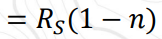 = R_S(1 − n)